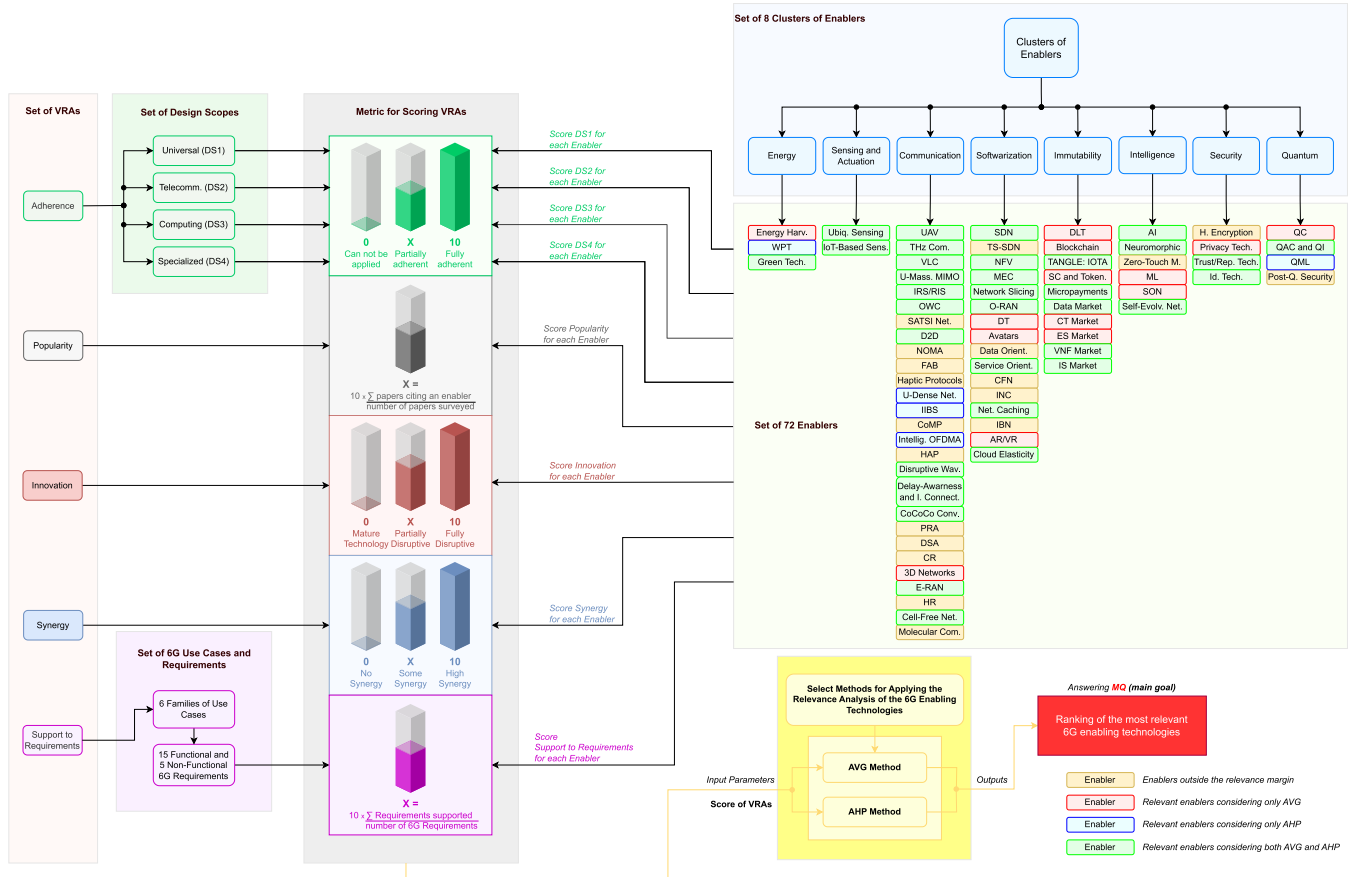 Set of 8 Clusters of Enablers
Clusters of
Enablers
Energy
Sensing and
Actuation
Communication
Softwarization
Immutability
Intelligence
Security
Quantum
Set of VRAs
Set of Design Scopes
Metric for Scoring VRAs
Adherence
Universal (DS1)
Telecomm. (DS2)
Computing (DS3)
Specialized (DS4)
0
Can not be
applied
X
Partially
adherent
10
Fully
adherent
Score DS1 for
each Enabler
Score DS2 for
each Enabler
Score DS3 for
each Enabler
Score DS4 for
each Enabler
Popularity
X =
10 x ∑ papers citing an enabler
number of papers surveyed
Score Popularity
for each Enabler
Innovation
0
Mature
Technology
X
Partially
Disruptive
10
Fully
Disruptive
Score Innovation
for each Enabler
Synergy
0
No
Synergy
X
Some
Synergy
10
High
Synergy
Score Synergy
for each Enabler
Set of 6G Use Cases and
Requirements
6 Families of Use
Cases
15 Functional and
5 Non-Functional
6G Requirements
Support to
Requirements
X =
10 x ∑ Requirements supported
number of 6G Requirements
Score
Support to Requirements
for each Enabler
Set of 72 Enablers
Energy Harv.
WPT
Green Tech.
Ubiq. Sensing
IoT-Based Sens.
UAV
THz Com.
VLC
U-Mass. MIMO
IRS/RIS
OWC
SATSI Net.
D2D
NOMA
FAB
Haptic Protocols
U-Dense Net.
IIBS
CoMP
Intellig. OFDMA
HAP
Disruptive Wav.
Delay-Awarness
and I. Connect.
CoCoCo Conv.
PRA
DSA
CR
3D Networks
E-RAN
HR
Cell-Free Net.
Molecular Com.
SDN
TS-SDN
NFV
MEC
Network Slicing
O-RAN
DT
Avatars
Data Orient.
Service Orient.
CFN
INC
Net. Caching
IBN
AR/VR
Cloud Elasticity
DLT
Blockchain
TANGLE: IOTA
SC and Token.
Micropayments
Data Market
CT Market
ES Market
VNF Market
IS Market
AI
Neuromorphic
Zero-Touch M.
ML
SON
Self-Evolv. Net.
H. Encryption
Privacy Tech.
Trust/Rep. Tech.
Id. Tech.
QC
QAC and QI
QML
Post-Q. Security
Select Methods for Applying the
Relevance Analysis of the 6G Enabling
Technologies
AVG Method
AHP Method
Input Parameters
Score of VRAs
Outputs
Answering MQ (main goal)
Ranking of the most relevant
6G enabling technologies
Enabler Enablers outside the relevance margin
Enabler Relevant enablers considering only AVG
Enabler Relevant enablers considering only AHP
Enabler Relevant enablers considering both AVG and AHP